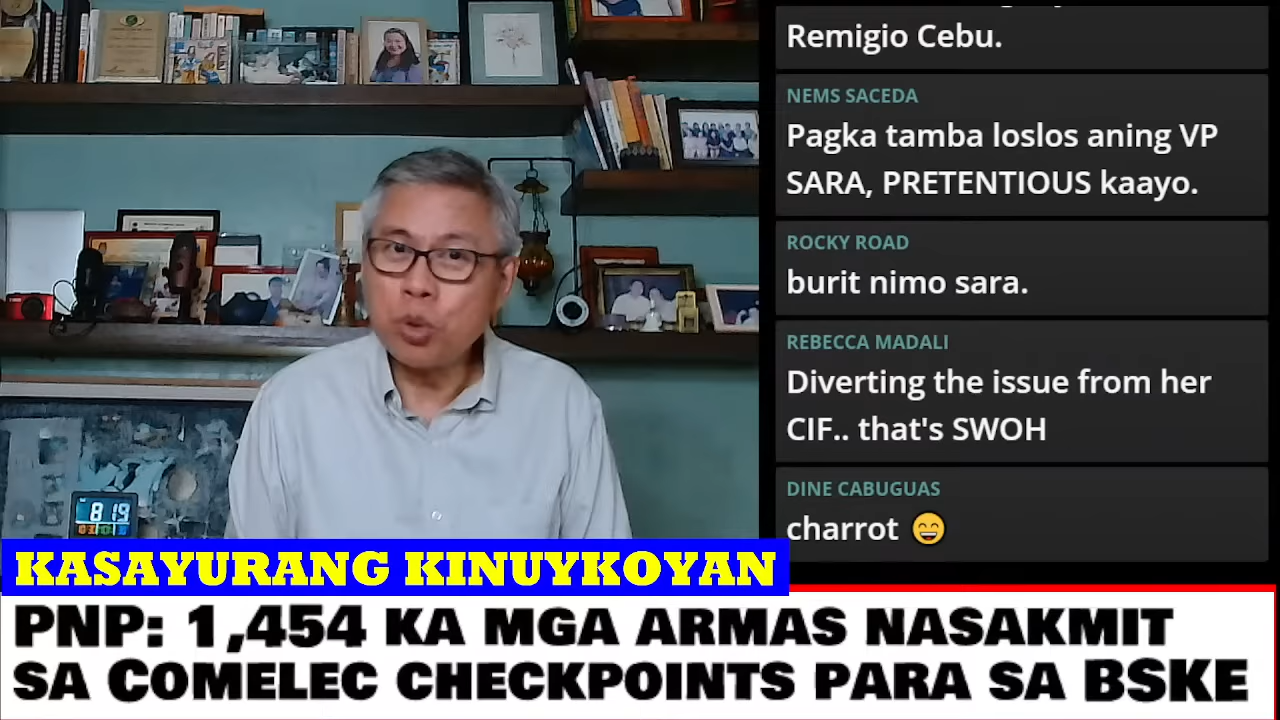 Remigio Cebu.
NEMS SACEDA
Pagka tamba loslos aning VP
SARA, PRETENTIOUS kaayo.
ROCKY ROAD
burit nimo sara.
REBECCA MADALI
Diverting the issue from her
CIF.. that's SWOH
DINE CABUGUAS
charrot 😄
8:19
KASAYURANG KINUYKOYAN
PNP: 1,454 KA MGA ARMAS NASAKMIT
SA COMELEC CHECKPOINTS PARA SA BSKE